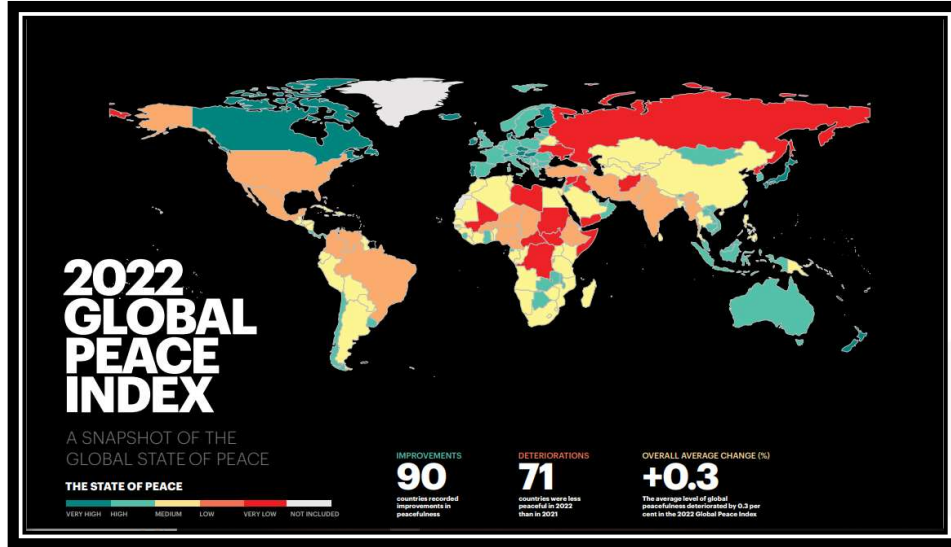 2022
GLOBAL
PEACE
INDEX
A SNAPSHOT OF THE
GLOBAL STATE OF PEACE
THE STATE OF PEACE
VERY HIGH HIGH MEDIUM LOW VERY LOW NOT INCLUDED
IMPROVEMENTS
90
countries recorded
improvements in
peacefulness
DETERIORATIONS
71
countries were less
peaceful in 2022
than in 2021
OVERALL AVERAGE CHANGE (%)
+0.3
The average level of global
peacefulness deteriorated by 0.3 per
cent in the 2022 Global Peace Index